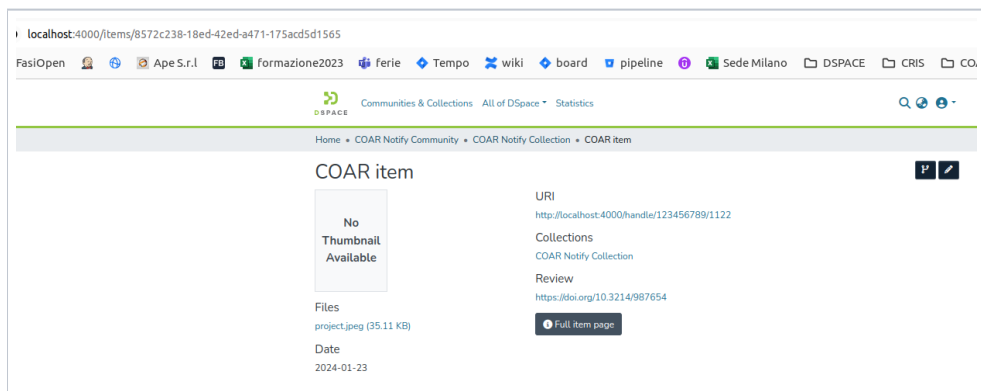 localhost:4000/items/8572c238-18ed-42ed-a471-175acd5d1565
FasiOpen Ape S.r.l FB formazione2023 ferie Tempo wiki board pipeline Sede Milano DSPACE CRIS CO
DSPACE Communities & Collections All of DSpace Statistics
Home • COAR Notify Community • COAR Notify Collection • COAR item
COAR item
No
Thumbnail
Available
Files
project.jpeg (35.11 KB)
Date
2024-01-23
URI
http://localhost:4000/handle/123456789/1122
Collections
COAR Notify Collection
Review
https://doi.org/10.3214/987654
Full item page